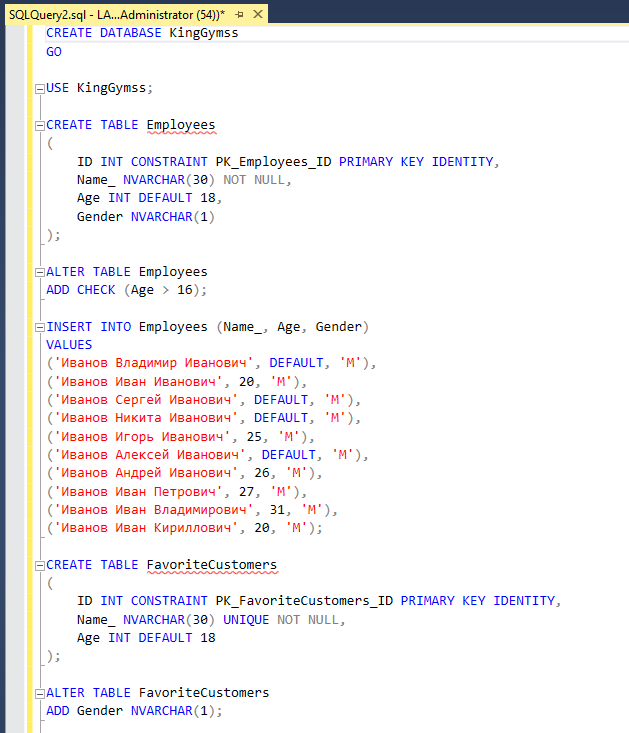 SQLQuery2.sql - LA...Administrator (54))*
CREATE DATABASE KingGymss
GO
USE KingGymss;
CREATE TABLE Employees
(
ID INT CONSTRAINT PK_Employees_ID PRIMARY KEY IDENTITY,
Name_ NVARCHAR(30) NOT NULL,
Age INT DEFAULT 18,
Gender NVARCHAR(1)
);
ALTER TABLE Employees
ADD CHECK (Age > 16);
INSERT INTO Employees (Name_, Age, Gender)
VALUES
('Иванов Владимир Иванович', DEFAULT, 'М'),
('Иванов Иван Иванович', 20, 'М'),
('Иванов Сергей Иванович', DEFAULT, 'М'),
('Иванов Никита Иванович', DEFAULT, 'М'),
('Иванов Игорь Иванович', 25, 'М'),
('Иванов Алексей Иванович', DEFAULT, 'М'),
('Иванов Андрей Иванович', 26, 'М'),
('Иванов Иван Петрович', 27, 'М'),
('Иванов Иван Владимирович', 31, 'М'),
('Иванов Иван Кириллович', 20, 'М');
CREATE TABLE FavoriteCustomers
(
ID INT CONSTRAINT PK_FavoriteCustomers_ID PRIMARY KEY IDENTITY,
Name_ NVARCHAR(30) UNIQUE NOT NULL,
Age INT DEFAULT 18
);
ALTER TABLE FavoriteCustomers
ADD Gender NVARCHAR(1);